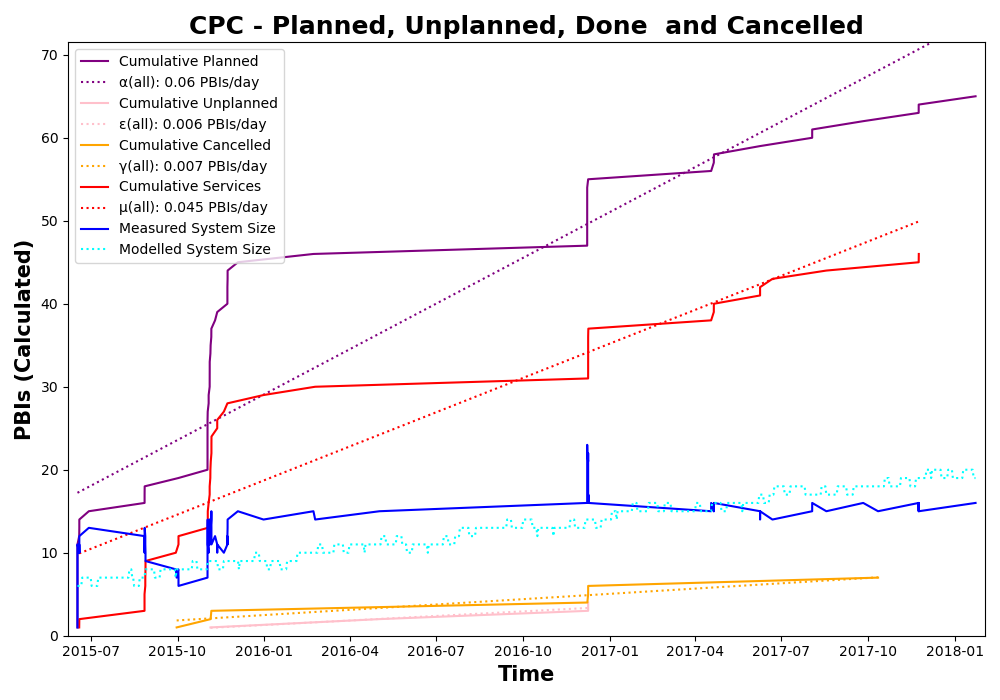 CPC - Planned, Unplanned, Done  and Cancelled
Cumulative Planned
α(all): 0.06 PBIs/day
Cumulative Unplanned
ε(all): 0.006 PBIs/day
Cumulative Cancelled
γ(all): 0.007 PBIs/day
Cumulative Services
μ(all): 0.045 PBIs/day
Measured System Size
Modelled System Size
PBIs (Calculated)
70
60
50
40
30
20
10
0
2015-07 2015-10 2016-01 2016-04 2016-07 2016-10 2017-01 2017-04 2017-07 2017-10 2018-01
Time